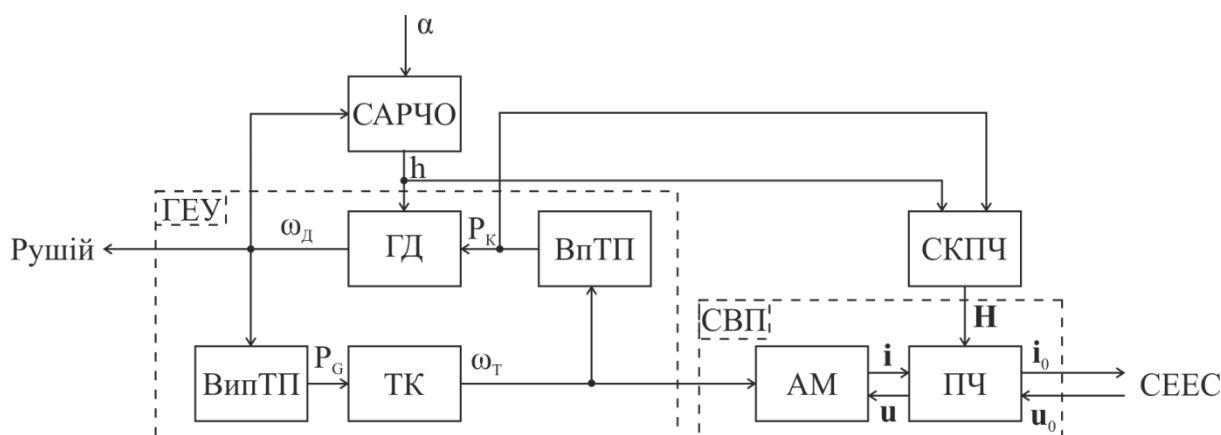 α
САРЧО
h
ГЕУ
Рушій
ω_Д
ГД
P_К
ВпТП
СКПЧ
СВП
H
ВипТП
P_G
ТК
ω_Т
АМ
i
u
ПЧ
i_0
u_0
СЕЕС